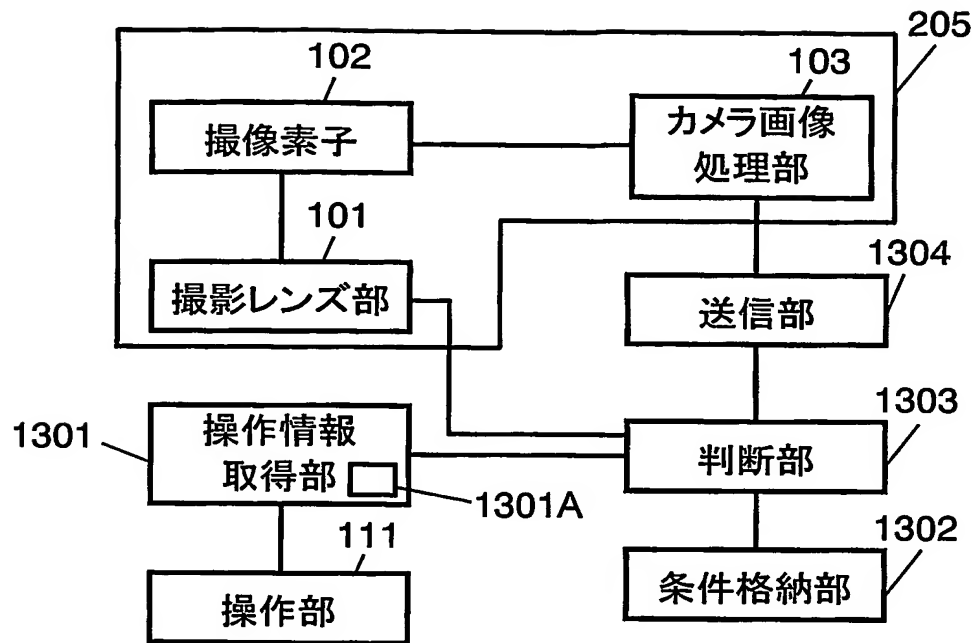 205
102
103
撮像素子
カメラ画像
処理部
101
1304
撮影レンズ部
送信部
1301
操作情報
取得部
1301A
1303
判断部
111
1302
操作部
条件格納部